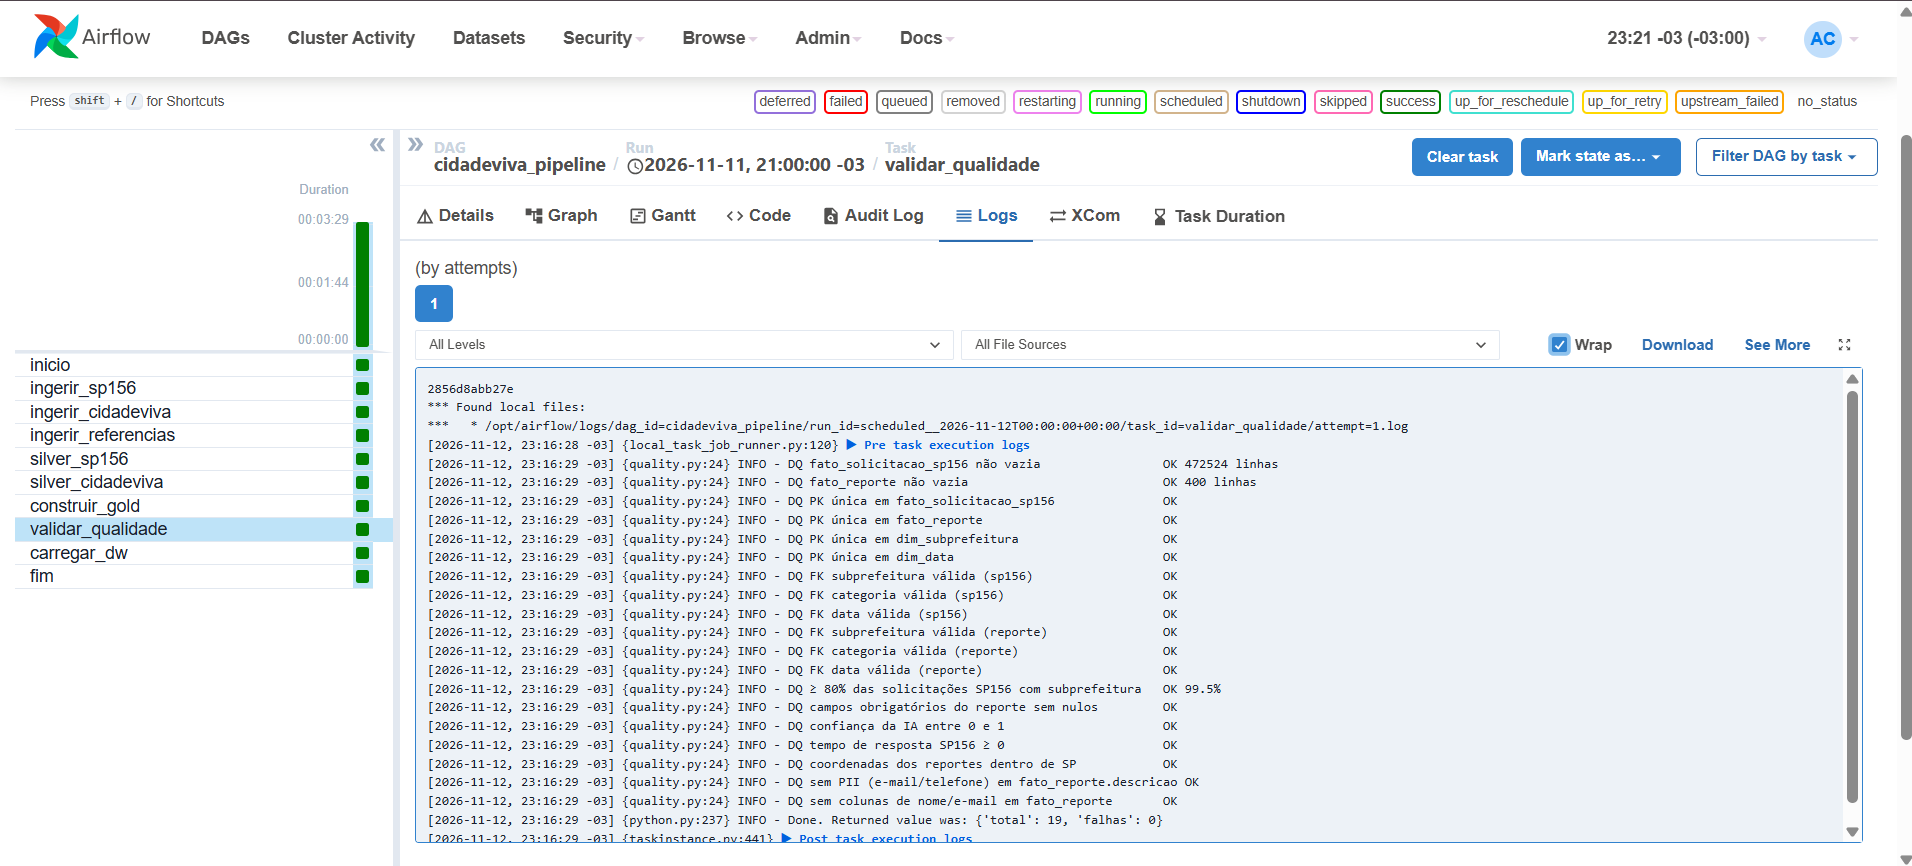 Airflow DAGs Cluster Activity Datasets Security Browse Admin Docs 23:21 -03 (-03:00) AC
Press shift + / for Shortcuts deferred failed queued removed restarting running scheduled shutdown skipped success up_for_reschedule up_for_retry upstream_failed no_status
DAG Run Task
cidadeviva_pipeline / 2026-11-11, 21:00:00 -03 / validar_qualidade
Clear task Mark state as... Filter DAG by task
Duration
00:03:29
00:01:44
00:00:00
inicio
ingerir_sp156
ingerir_cidadeviva
ingerir_referencias
silver_sp156
silver_cidadeviva
construir_gold
validar_qualidade
carregar_dw
fim
Details Graph Gantt Code Audit Log Logs XCom Task Duration
(by attempts)
1
All Levels All File Sources Wrap Download See More
2856d8abb27e
*** Found local files:
***   * /opt/airflow/logs/dag_id=cidadeviva_pipeline/run_id=scheduled__2026-11-12T00:00:00+00:00/task_id=validar_qualidade/attempt=1.log
[2026-11-12, 23:16:28 -03] {local_task_job_runner.py:120} ▶ Pre task execution logs
[2026-11-12, 23:16:29 -03] {quality.py:24} INFO - DQ fato_solicitacao_sp156 não vazia OK 472524 linhas
[2026-11-12, 23:16:29 -03] {quality.py:24} INFO - DQ fato_reporte não vazia OK 400 linhas
[2026-11-12, 23:16:29 -03] {quality.py:24} INFO - DQ PK única em fato_solicitacao_sp156 OK
[2026-11-12, 23:16:29 -03] {quality.py:24} INFO - DQ PK única em fato_reporte OK
[2026-11-12, 23:16:29 -03] {quality.py:24} INFO - DQ PK única em dim_subprefeitura OK
[2026-11-12, 23:16:29 -03] {quality.py:24} INFO - DQ PK única em dim_data OK
[2026-11-12, 23:16:29 -03] {quality.py:24} INFO - DQ FK subprefeitura válida (sp156) OK
[2026-11-12, 23:16:29 -03] {quality.py:24} INFO - DQ FK categoria válida (sp156) OK
[2026-11-12, 23:16:29 -03] {quality.py:24} INFO - DQ FK data válida (sp156) OK
[2026-11-12, 23:16:29 -03] {quality.py:24} INFO - DQ FK subprefeitura válida (reporte) OK
[2026-11-12, 23:16:29 -03] {quality.py:24} INFO - DQ FK categoria válida (reporte) OK
[2026-11-12, 23:16:29 -03] {quality.py:24} INFO - DQ FK data válida (reporte) OK
[2026-11-12, 23:16:29 -03] {quality.py:24} INFO - DQ ≥ 80% das solicitações SP156 com subprefeitura OK 99.5%
[2026-11-12, 23:16:29 -03] {quality.py:24} INFO - DQ campos obrigatórios do reporte sem nulos OK
[2026-11-12, 23:16:29 -03] {quality.py:24} INFO - DQ confiança da IA entre 0 e 1 OK
[2026-11-12, 23:16:29 -03] {quality.py:24} INFO - DQ tempo de resposta SP156 ≥ 0 OK
[2026-11-12, 23:16:29 -03] {quality.py:24} INFO - DQ coordenadas dos reportes dentro de SP OK
[2026-11-12, 23:16:29 -03] {quality.py:24} INFO - DQ sem PII (e-mail/telefone) em fato_reporte.descricao OK
[2026-11-12, 23:16:29 -03] {quality.py:24} INFO - DQ sem colunas de nome/e-mail em fato_reporte OK
[2026-11-12, 23:16:29 -03] {python.py:237} INFO - Done. Returned value was: {'total': 19, 'falhas': 0}
[2026-11-12, 23:16:29 -03] {taskinstance.py:441} ▶ Post task execution logs